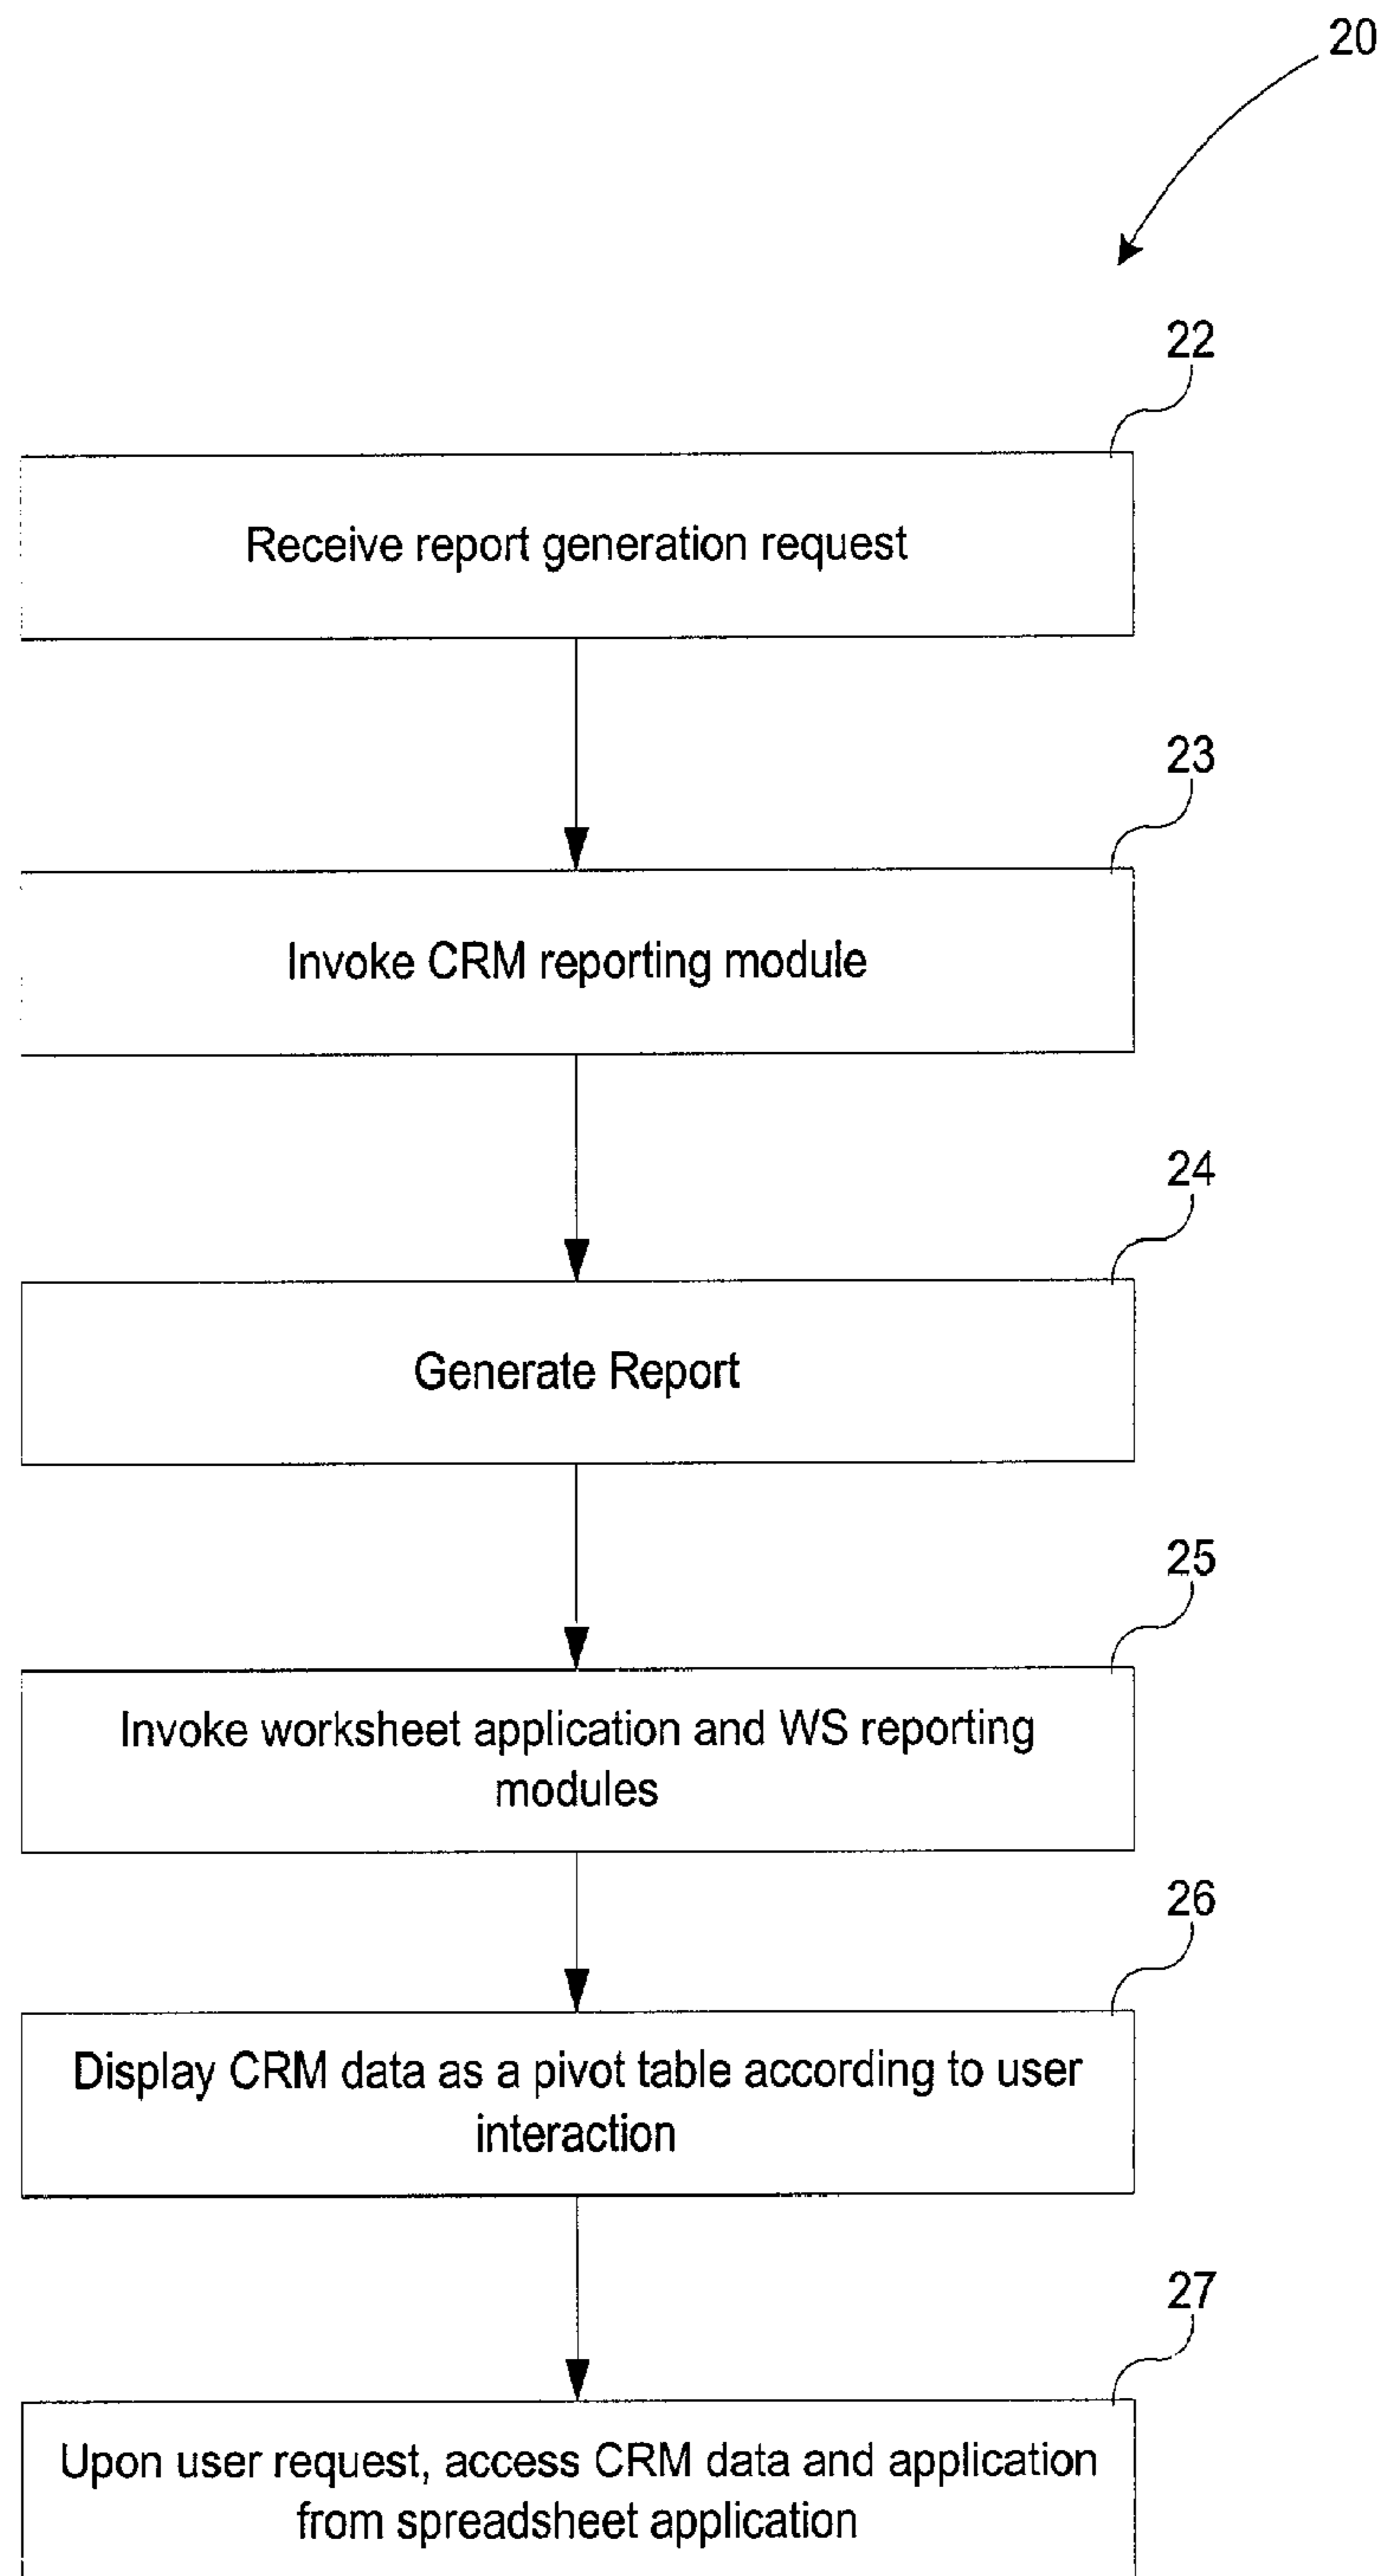 20
22
Receive report generation request
23
Invoke CRM reporting module
24
Generate Report
25
Invoke worksheet application and WS reporting
modules
26
Display CRM data as a pivot table according to user
interaction
27
Upon user request, access CRM data and application
from spreadsheet application